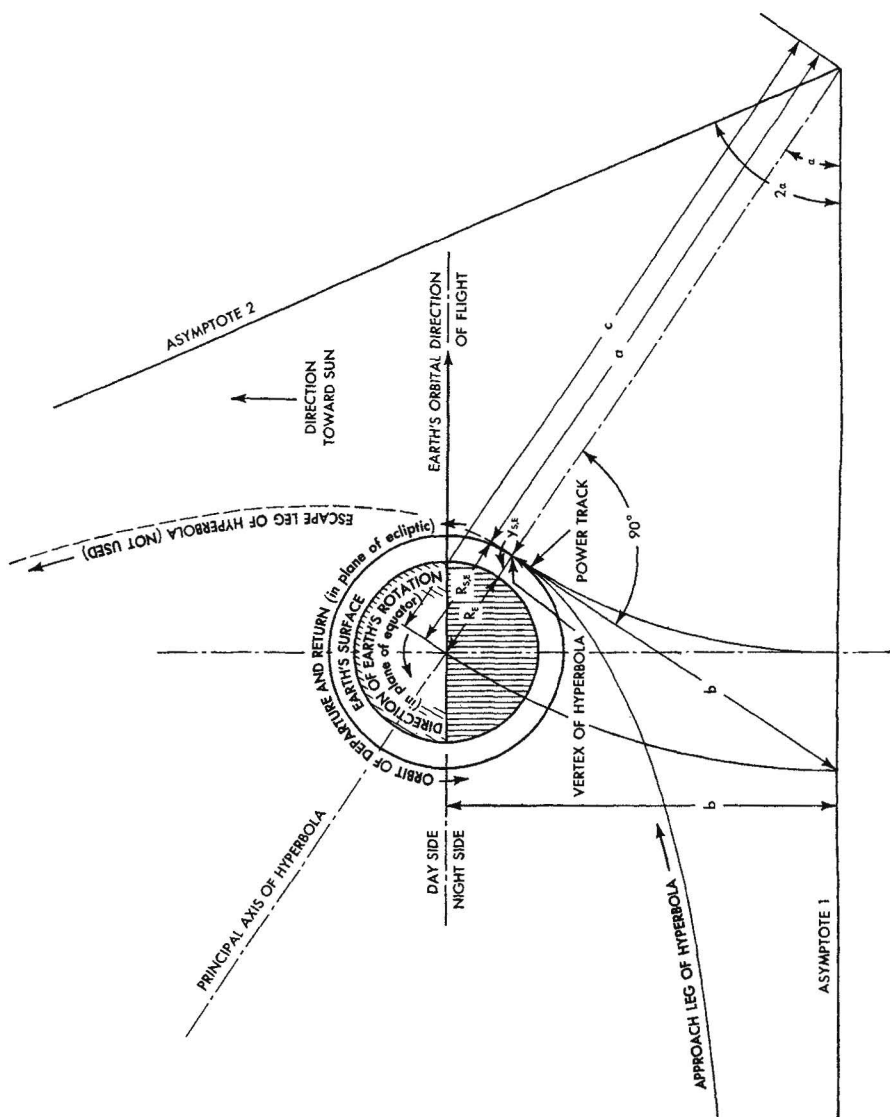 ASYMPTOTE 2
DIRECTION
TOWARD SUN
EARTH'S ORBITAL DIRECTION
OF FLIGHT
ESCAPE LEG OF HYPERBOLA (NOT USED)
ORBIT OF DEPARTURE AND RETURN (in plane of ecliptic)
EARTH'S SURFACE
DIRECTION OF EARTH'S ROTATION
(in plane of equator)
PRINCIPAL AXIS OF HYPERBOLA
DAY SIDE
NIGHT SIDE
R_S,E
R_E
y_S,E
c
a
α
2α
90°
POWER TRACK
VERTEX OF HYPERBOLA
b
b
APPROACH LEG OF HYPERBOLA
ASYMPTOTE 1